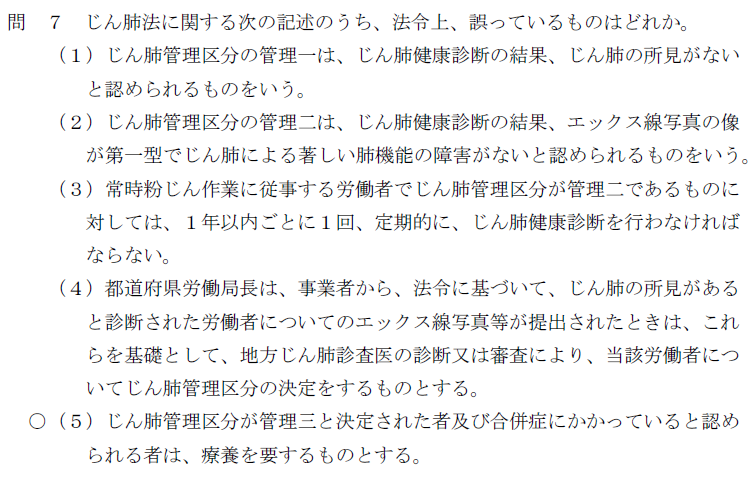 問　７　じん肺法に関する次の記述のうち、法令上、誤っているものはどれか。
（１）じん肺管理区分の管理一は、じん肺健康診断の結果、じん肺の所見がない
と認められるものをいう。
（２）じん肺管理区分の管理二は、じん肺健康診断の結果、エックス線写真の像
が第一型でじん肺による著しい肺機能の障害がないと認められるものをいう。
（３）常時粉じん作業に従事する労働者でじん肺管理区分が管理二であるものに
対しては、１年以内ごとに１回、定期的に、じん肺健康診断を行わなければ
ならない。
（４）都道府県労働局長は、事業者から、法令に基づいて、じん肺の所見がある
と診断された労働者についてのエックス線写真等が提出されたときは、これ
らを基礎として、地方じん肺診査医の診断又は審査により、当該労働者につ
いてじん肺管理区分の決定をするものとする。
○（５）じん肺管理区分が管理三と決定された者及び合併症にかかっていると認め
られる者は、療養を要するものとする。